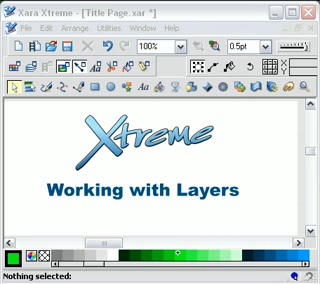 Xara Xtreme - [Title Page.xar *]
File Edit Arrange Utilities Window Help
100% 0.5pt
X
Y
Xtreme
Working with Layers
Nothing selected: